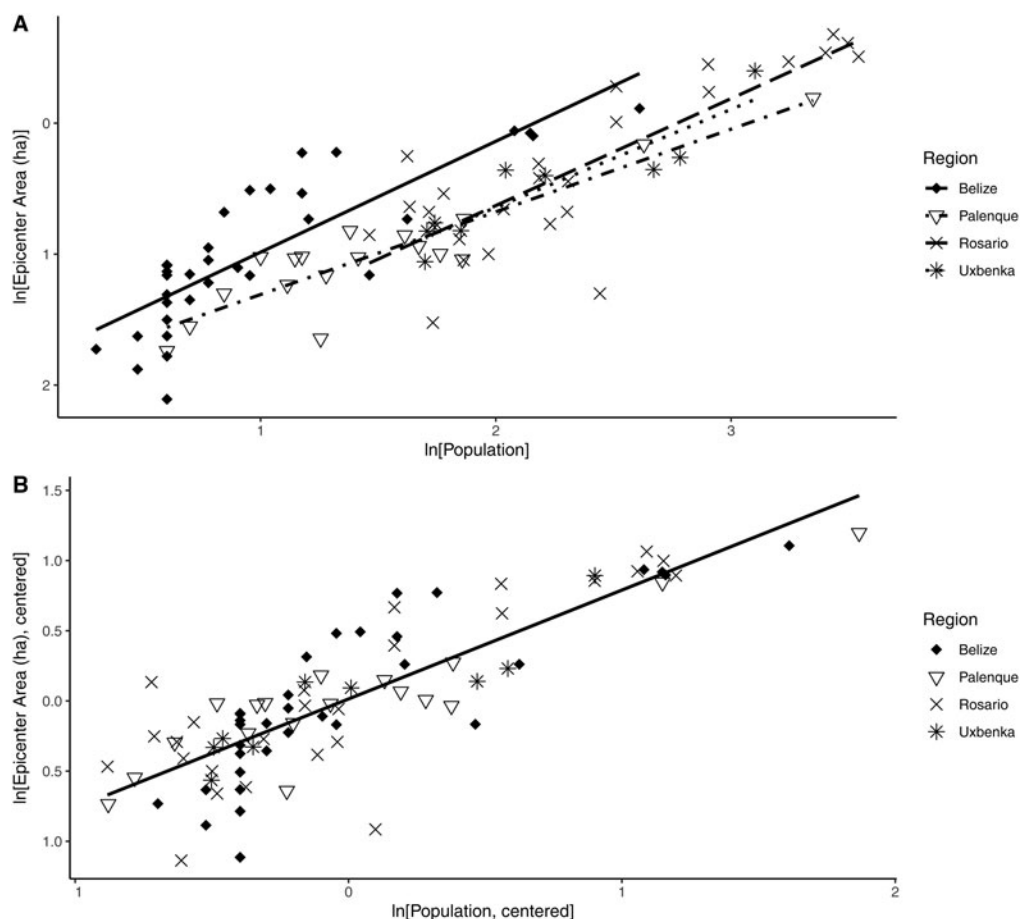 A
ln[Epicenter Area (ha)]
0
1
2
1
2
3
ln[Population]
Region
Belize
Palenque
Rosario
Uxbenka
B
ln[Epicenter Area (ha), centered]
1.5
1.0
0.5
0.0
0.5
1.0
1
0
1
2
ln[Population, centered]
Region
Belize
Palenque
Rosario
Uxbenka